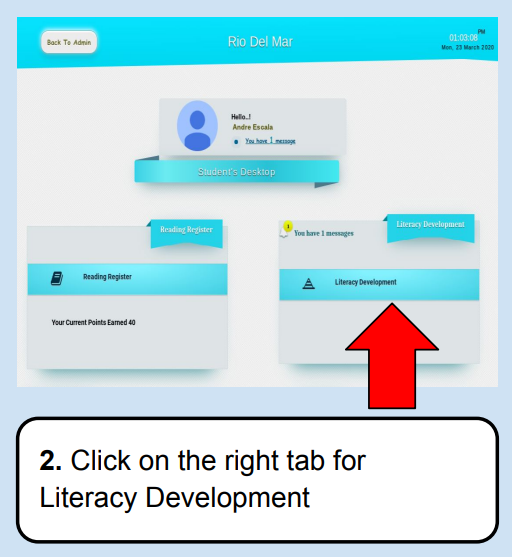 Back To Admin
Rio Del Mar
01:03:08 PM
Mon, 23 March 2020
Hello..!
Andre Escala
You have 1 message
Student's Desktop
Reading Register
Reading Register
Your Current Points Earned 40
Literacy Development
1
You have 1 messages
Literacy Development
2. Click on the right tab for
Literacy Development